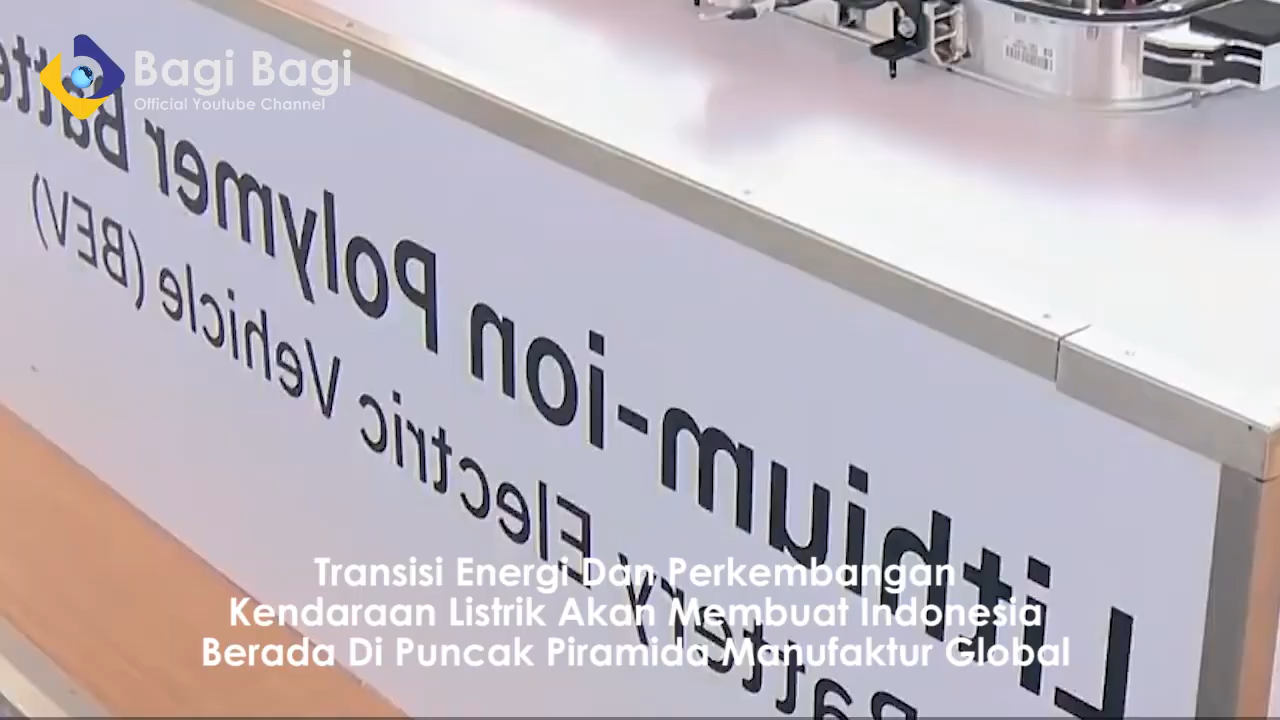 Bagi Bagi
Official Youtube Channel
Lithium-ion Polymer Batte
Battery Electric Vehicle (BEV)
Transisi Energi Dan Perkembangan
Kendaraan Listrik Akan Membuat Indonesia
Berada Di Puncak Piramida Manufaktur Global